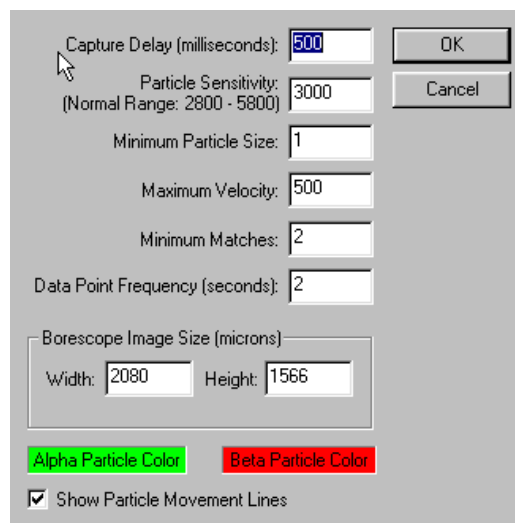 Capture Delay (milliseconds): 500 OK
Particle Sensitivity:
(Normal Range: 2800 - 5800) 3000 Cancel
Minimum Particle Size: 1
Maximum Velocity: 500
Minimum Matches: 2
Data Point Frequency (seconds): 2
Borescope Image Size (microns)
Width: 2080 Height: 1566
Alpha Particle Color Beta Particle Color
Show Particle Movement Lines